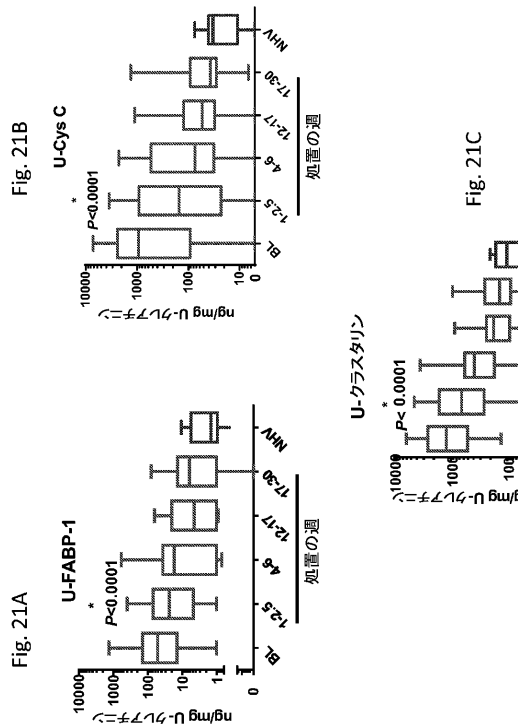 Fig. 21A
U-FABP-1
*
P<0.0001
ng/mg U-クレアチニン
10000
1000
100
10
1
0
BL
1-2.5
4-6
12-17
17-30
NHV
処置の週
Fig. 21B
U-Cys C
*
P<0.0001
ng/mg U-クレアチニン
10000
1000
100
10
0
BL
1-2.5
4-6
12-17
17-30
NHV
処置の週
Fig. 21C
U-クラスタリン
*
P< 0.0001
ng/mg U-クレアチニン
10000
1000
100